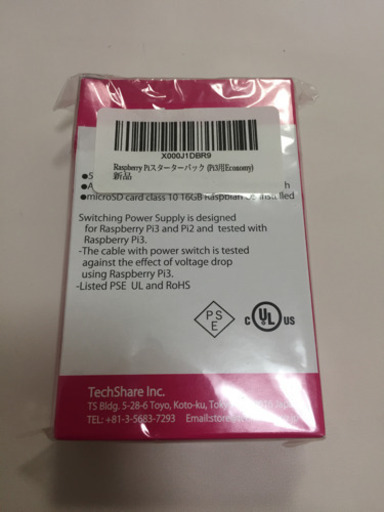 X000J1DBR9
Raspberry Piスターターパック (Pi3用Economy)
新品
●S
●A
●microSD card class 10 16GB Raspbian
Switching Power Supply is designed
for Raspberry Pi3 and Pi2 and tested with
Raspberry Pi3.
-The cable with power switch is tested
against the effect of voltage drop
using Raspberry Pi3.
-Listed PSE UL and RoHS
PS
E
c UL US
TechShare Inc.
TS Bldg. 5-28-6 Toyo, Koto-ku,
TEL: +81-3-5683-7293 Email:store